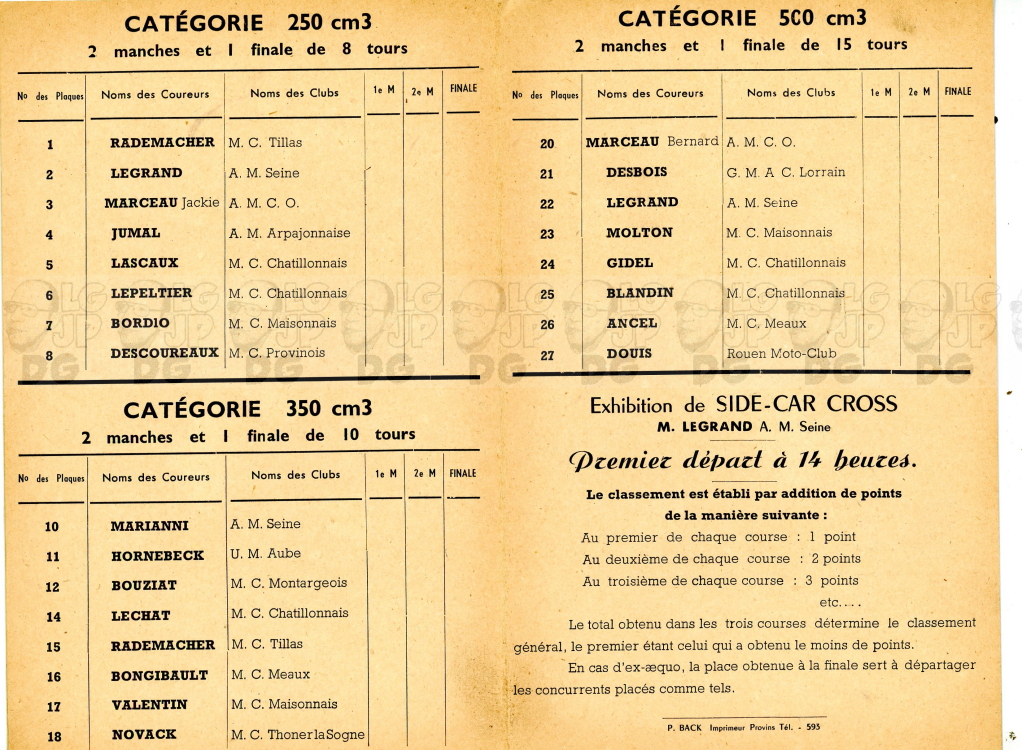 CATÉGORIE 250 cm3
2 manches et 1 finale de 8 tours
No des Plaques Noms des Coureurs Noms des Clubs 1e M 2e M FINALE
1 RADEMACHER M. C. Tillas
2 LEGRAND A. M. Seine
3 MARCEAU Jackie A. M. C. O.
4 JUMAL A. M. Arpajonnaise
5 LASCAUX M. C. Chatillonnais
6 LEPELTIER M. C. Chatillonnais
7 BORDIO M. C. Maisonnais
8 DESCOUREAUX M. C. Provinois
CATÉGORIE 350 cm3
2 manches et 1 finale de 10 tours
No des Plaques Noms des Coureurs Noms des Clubs 1e M 2e M FINALE
10 MARIANNI A. M. Seine
11 HORNEBECK U. M. Aube
12 BOUZIAT M. C. Montargeois
14 LECHAT M. C. Chatillonnais
15 RADEMACHER M. C. Tillas
16 BONGIBAULT M. C. Meaux
17 VALENTIN M. C. Maisonnais
18 NOVACK M. C. ThonerlaSogne
CATÉGORIE 500 cm3
2 manches et 1 finale de 15 tours
No des Plaques Noms des Coureurs Noms des Clubs 1e M 2e M FINALE
20 MARCEAU Bernard A. M. C. O.
21 DESBOIS G. M. A C. Lorrain
22 LEGRAND A. M. Seine
23 MOLTON M. C. Maisonnais
24 GIDEL M. C. Chatillonnais
25 BLANDIN M. C. Chatillonnais
26 ANCEL M. C, Meaux
27 DOUIS Rouen Moto-Club
Exhibition de SIDE-CAR CROSS
M. LEGRAND A. M. Seine
Premier départ à 14 heures.
Le classement est établi par addition de points
de la manière suivante :
Au premier de chaque course : 1 point
Au deuxième de chaque course : 2 points
Au troisième de chaque course : 3 points
etc....
Le total obtenu dans les trois courses détermine le classement
général, le premier étant celui qui a obtenu le moins de points.
En cas d'ex-æquo, la place obtenue à la finale sert à départager
les concurrents placés comme tels.
P. BACK Imprimeur Provins Tél. - 593
LG JP DG